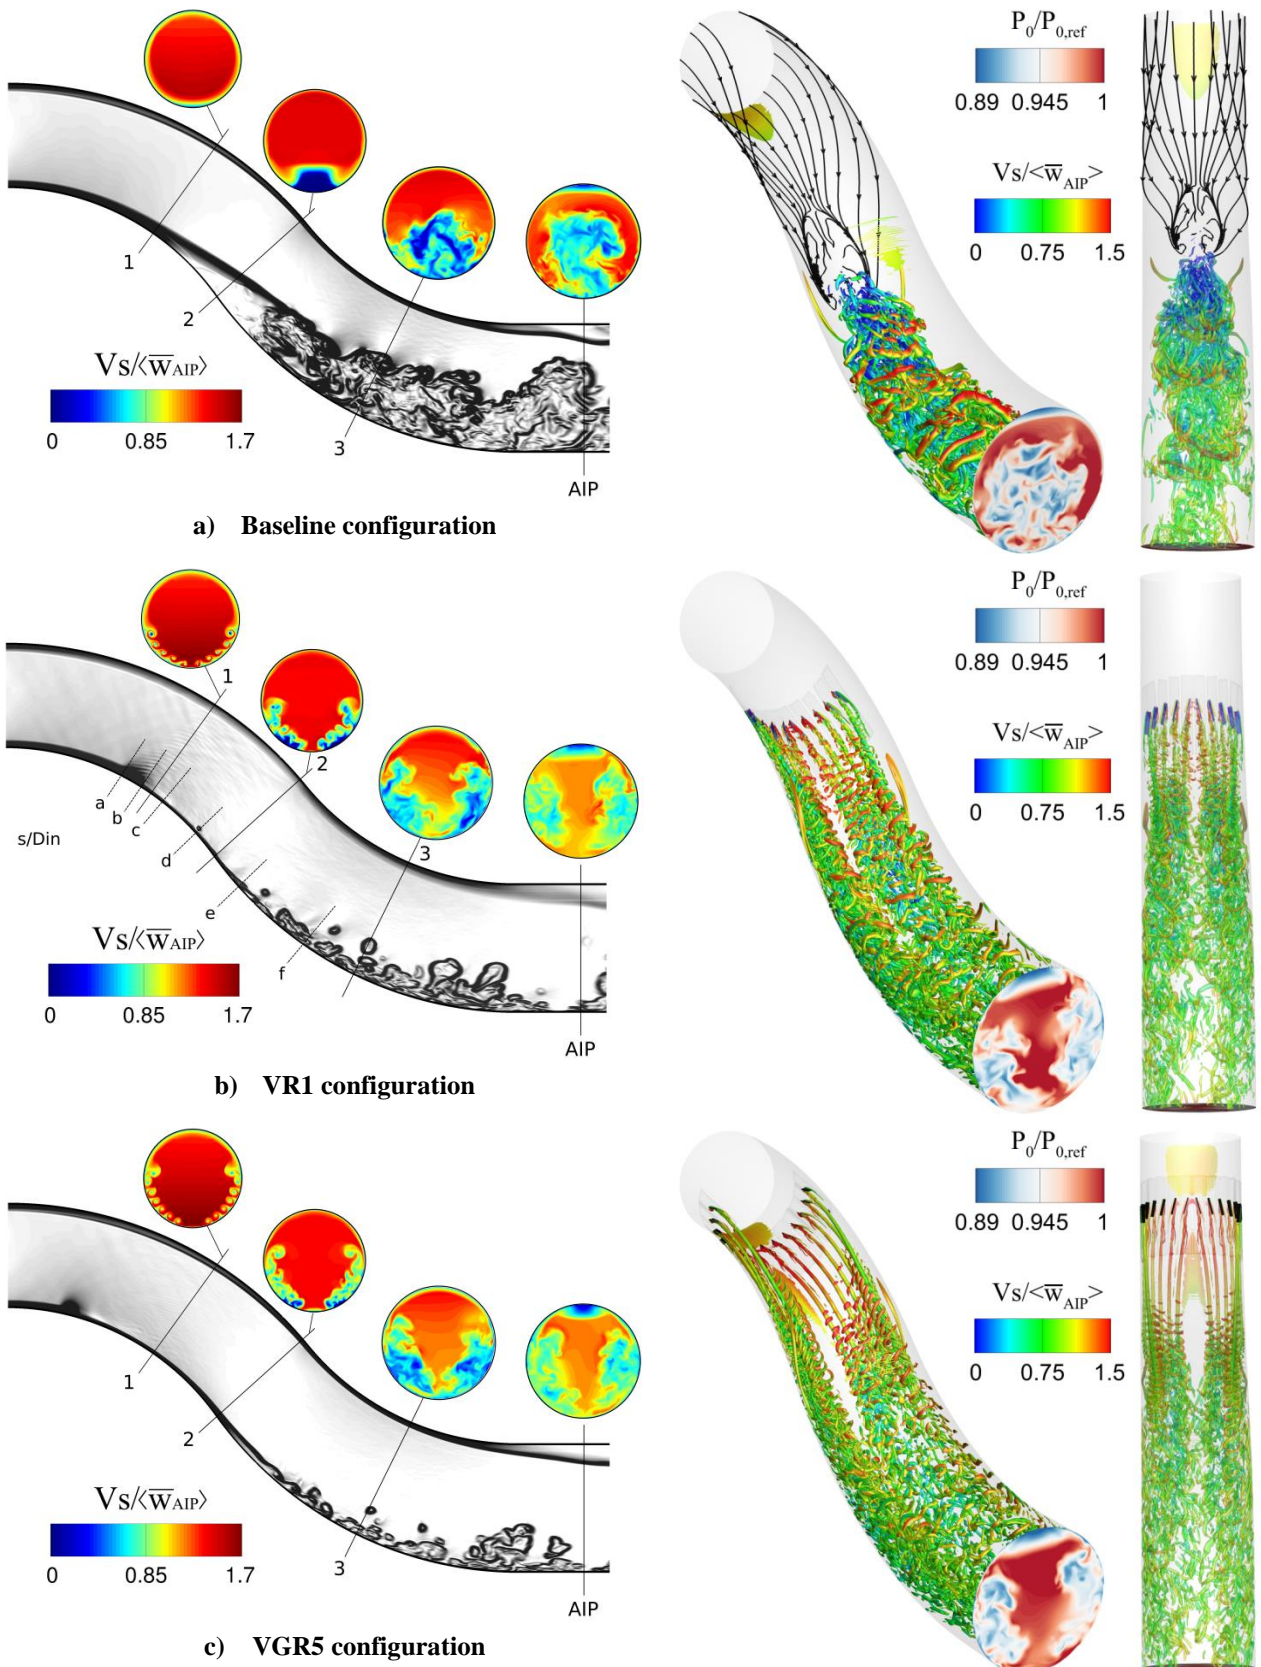 1
2
3
AIP
Vs/<w̅AIP>
0 0.85 1.7
P0/P0,ref
0.89 0.945 1
Vs/<w̅AIP>
0 0.75 1.5
a) Baseline configuration
1
2
3
a
b
c
d
e
f
s/Din
AIP
Vs/<w̅AIP>
0 0.85 1.7
P0/P0,ref
0.89 0.945 1
Vs/<w̅AIP>
0 0.75 1.5
b) VR1 configuration
1
2
3
AIP
Vs/<w̅AIP>
0 0.85 1.7
P0/P0,ref
0.89 0.945 1
Vs/<w̅AIP>
0 0.75 1.5
c) VGR5 configuration